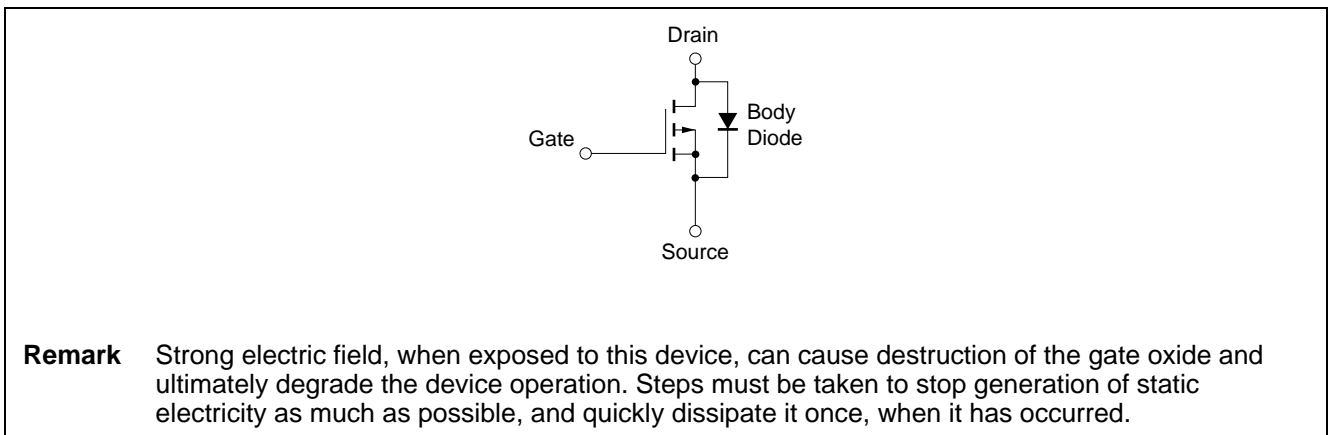 Drain
Body
Diode
Gate
Source
Remark Strong electric field, when exposed to this device, can cause destruction of the gate oxide and
ultimately degrade the device operation. Steps must be taken to stop generation of static
electricity as much as possible, and quickly dissipate it once, when it has occurred.